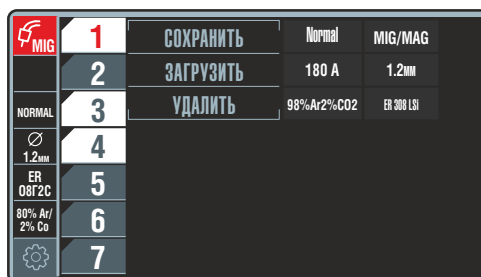 MIG
1
СОХРАНИТЬ
Normal
MIG/MAG
2
ЗАГРУЗИТЬ
180 A
1.2мм
NORMAL
3
УДАЛИТЬ
98%Ar2%CO2
ER 308 LSi
1.2мм
4
ER
08Г2С
5
80% Ar/
2% Co
6
7